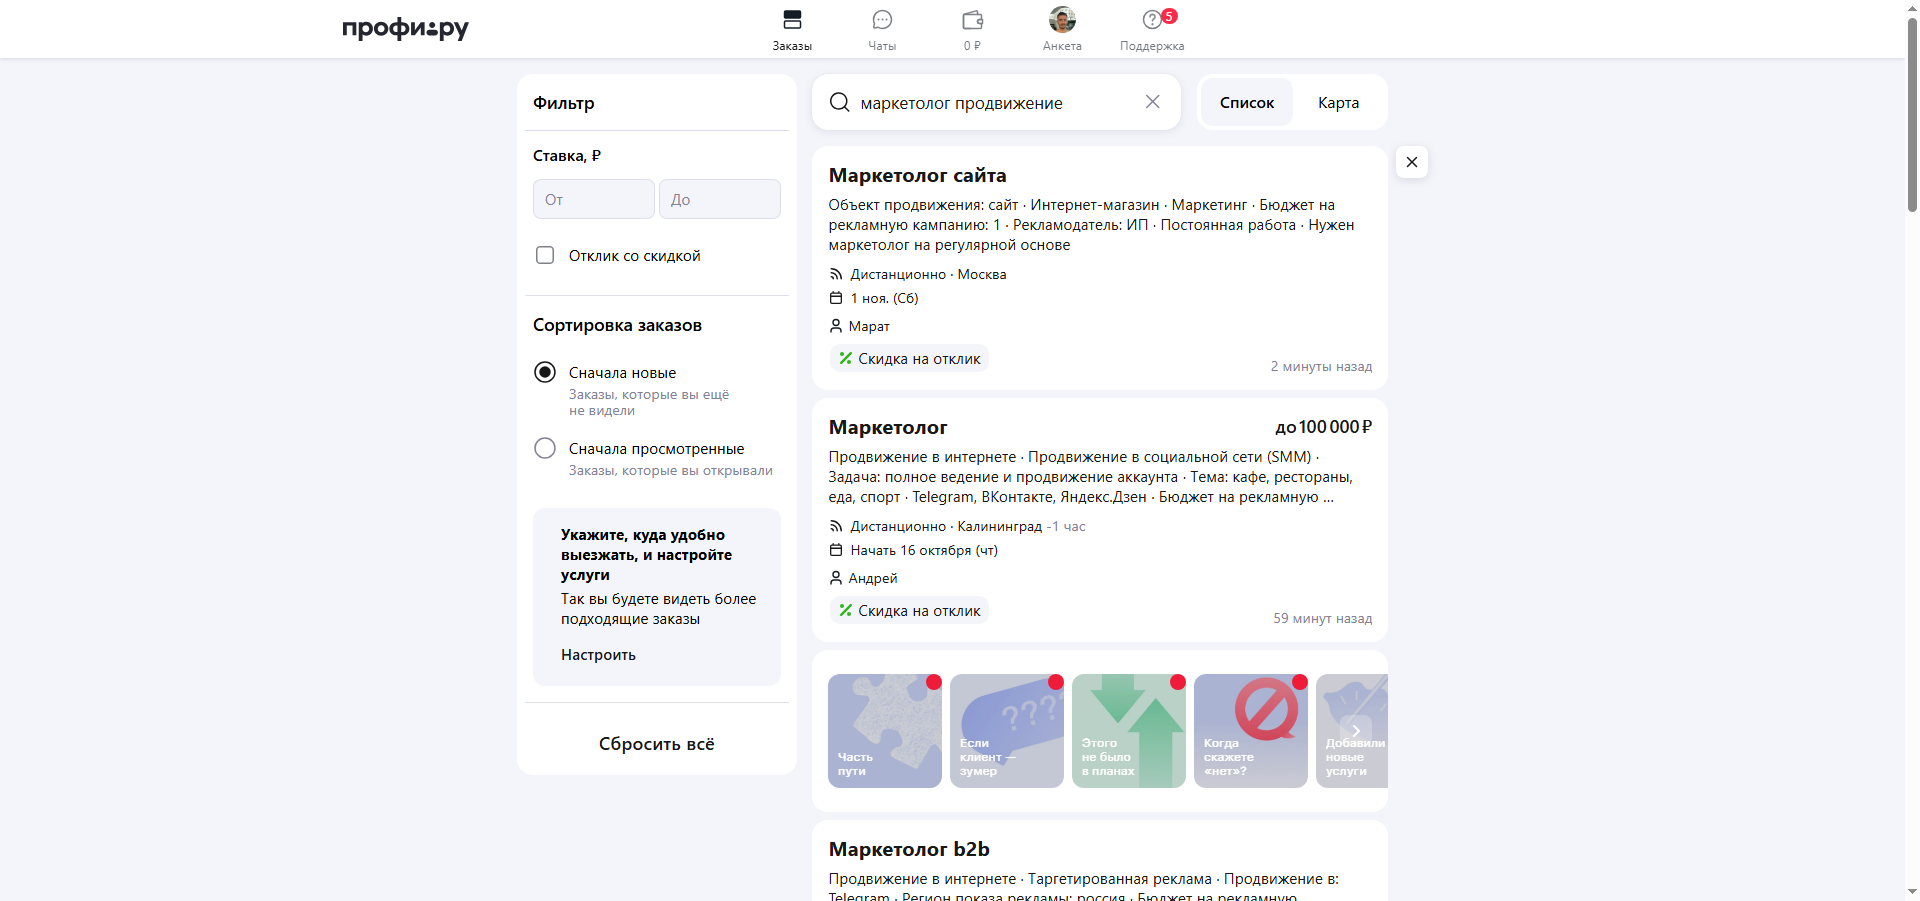 профи.ру
Заказы
Чаты
0 ₽
Анкета
Поддержка
5
Фильтр
Ставка, ₽
От
До
Отклик со скидкой
Сортировка заказов
Сначала новые
Заказы, которые вы ещё
не видели
Сначала просмотренные
Заказы, которые вы открывали
Укажите, куда удобно
выезжать, и настройте
услуги
Так вы будете видеть более
подходящие заказы
Настроить
Сбросить всё
маркетолог продвижение
Список
Карта
Маркетолог сайта
Объект продвижения: сайт · Интернет-магазин · Маркетинг · Бюджет на
рекламную кампанию: 1 · Рекламодатель: ИП · Постоянная работа · Нужен
маркетолог на регулярной основе
Дистанционно · Москва
1 ноя. (Сб)
Марат
Скидка на отклик
2 минуты назад
Маркетолог
до 100 000 ₽
Продвижение в интернете · Продвижение в социальной сети (SMM) ·
Задача: полное ведение и продвижение аккаунта · Тема: кафе, рестораны,
еда, спорт · Telegram, ВКонтакте, Яндекс.Дзен · Бюджет на рекламную ...
Дистанционно · Калининград -1 час
Начать 16 октября (чт)
Андрей
Скидка на отклик
59 минут назад
Часть
пути
????
Если
клиент —
зумер
Этого
не было
в планах
Когда
скажете
«нет»?
Добавили
новые
услуги
Маркетолог b2b
Продвижение в интернете · Таргетированная реклама · Продвижение в:
Telegram · Регион показа рекламы: россия · Бюджет на рекламную